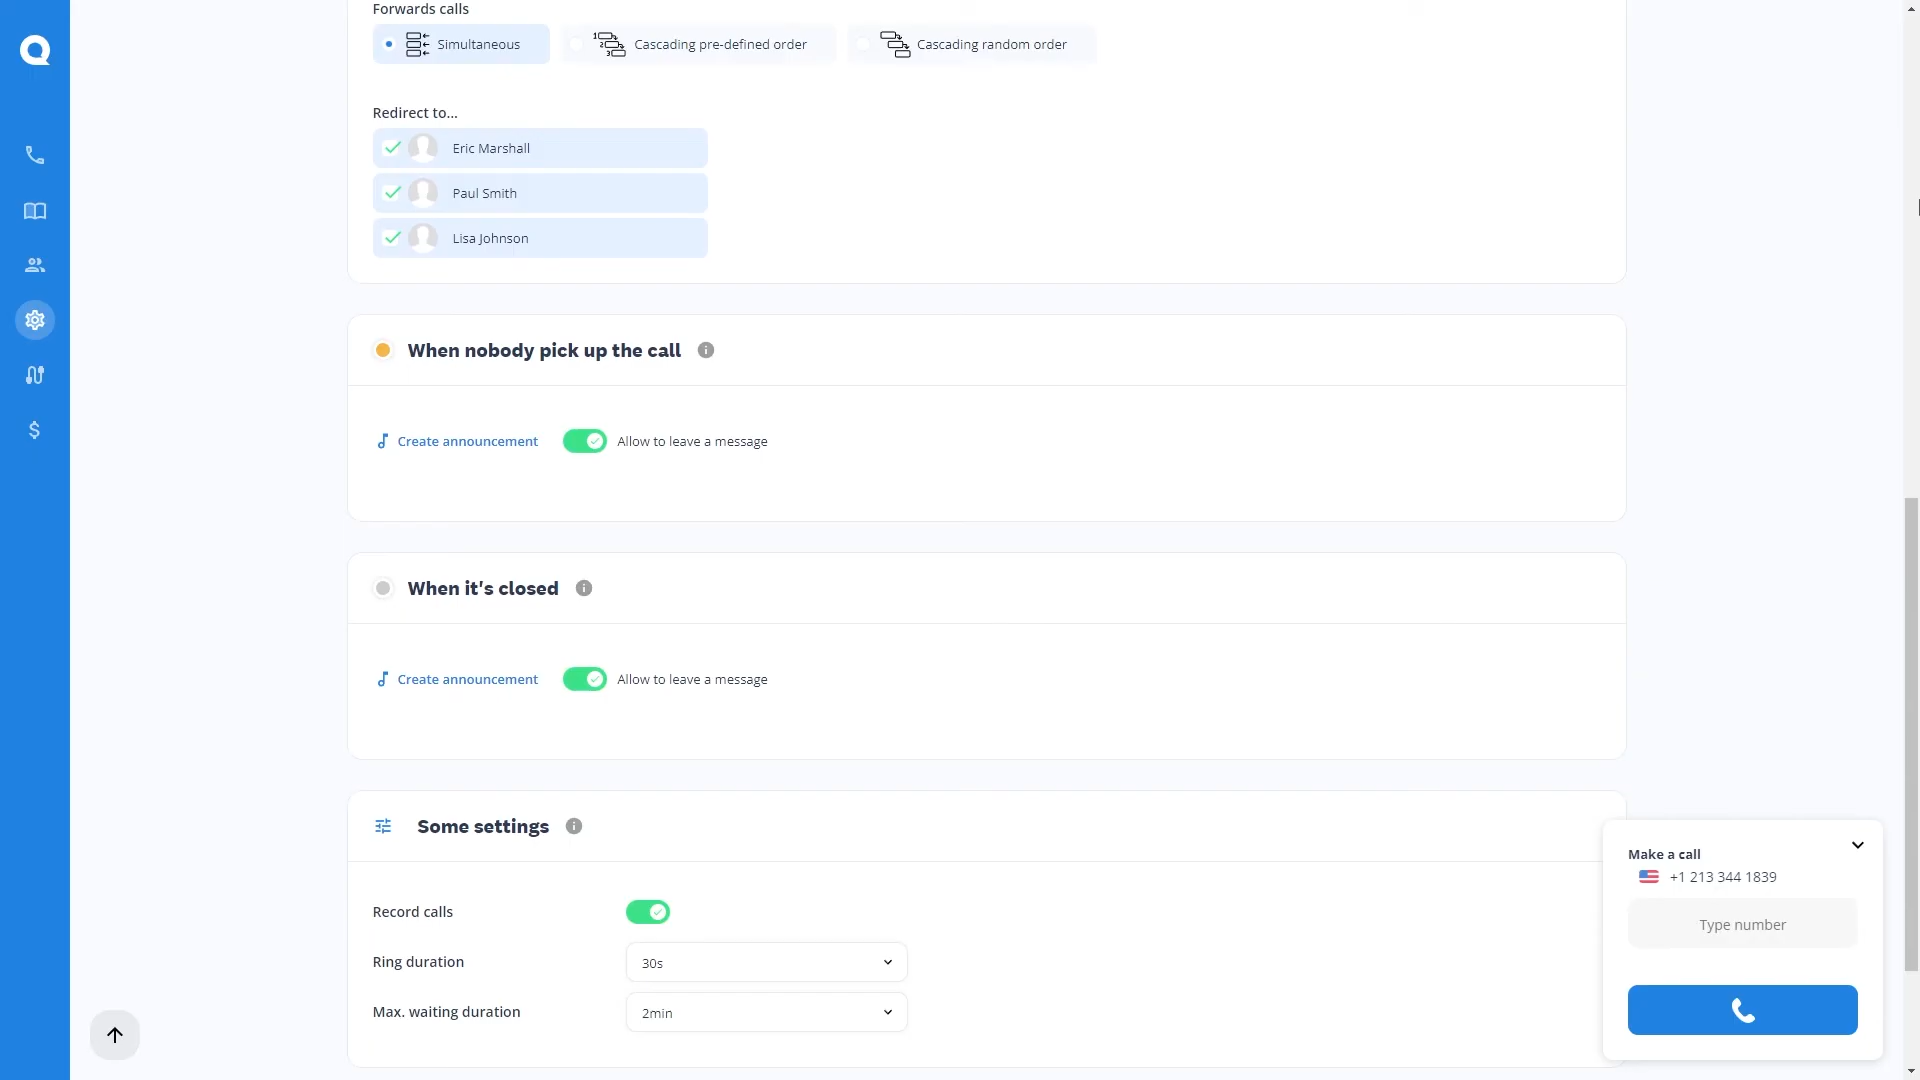 Forwards calls
Simultaneous
Cascading pre-defined order
Cascading random order
Redirect to...
Eric Marshall
Paul Smith
Lisa Johnson
When nobody pick up the call
Create announcement
Allow to leave a message
When it's closed
Create announcement
Allow to leave a message
Some settings
Record calls
Ring duration
30s
Max. waiting duration
2min
Make a call
+1 213 344 1839
Type number